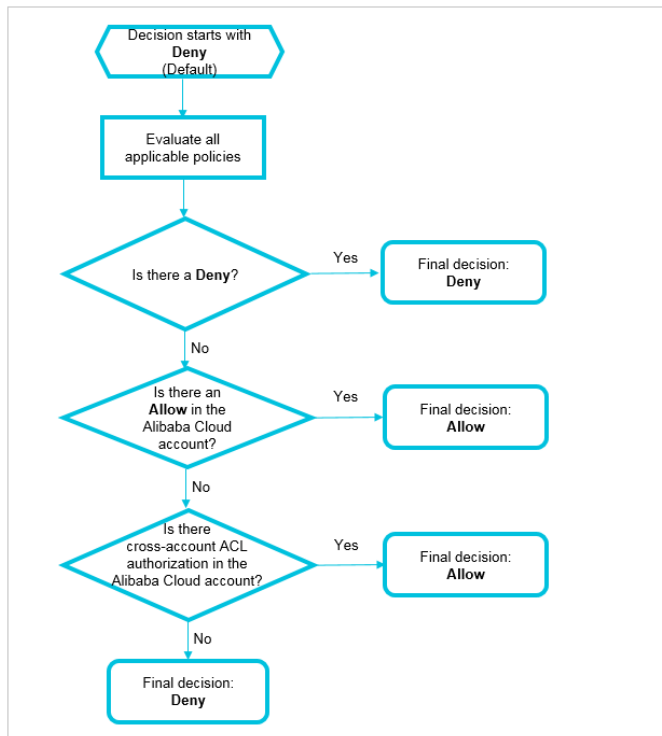 Decision starts with
Deny
(Default)
Evaluate all
applicable policies
Is there a Deny?
Yes
Final decision:
Deny
No
Is there an
Allow in the
Alibaba Cloud
account?
Yes
Final decision:
Allow
No
Is there
cross-account ACL
authorization in the
Alibaba Cloud account?
Yes
Final decision:
Allow
No
Final decision:
Deny